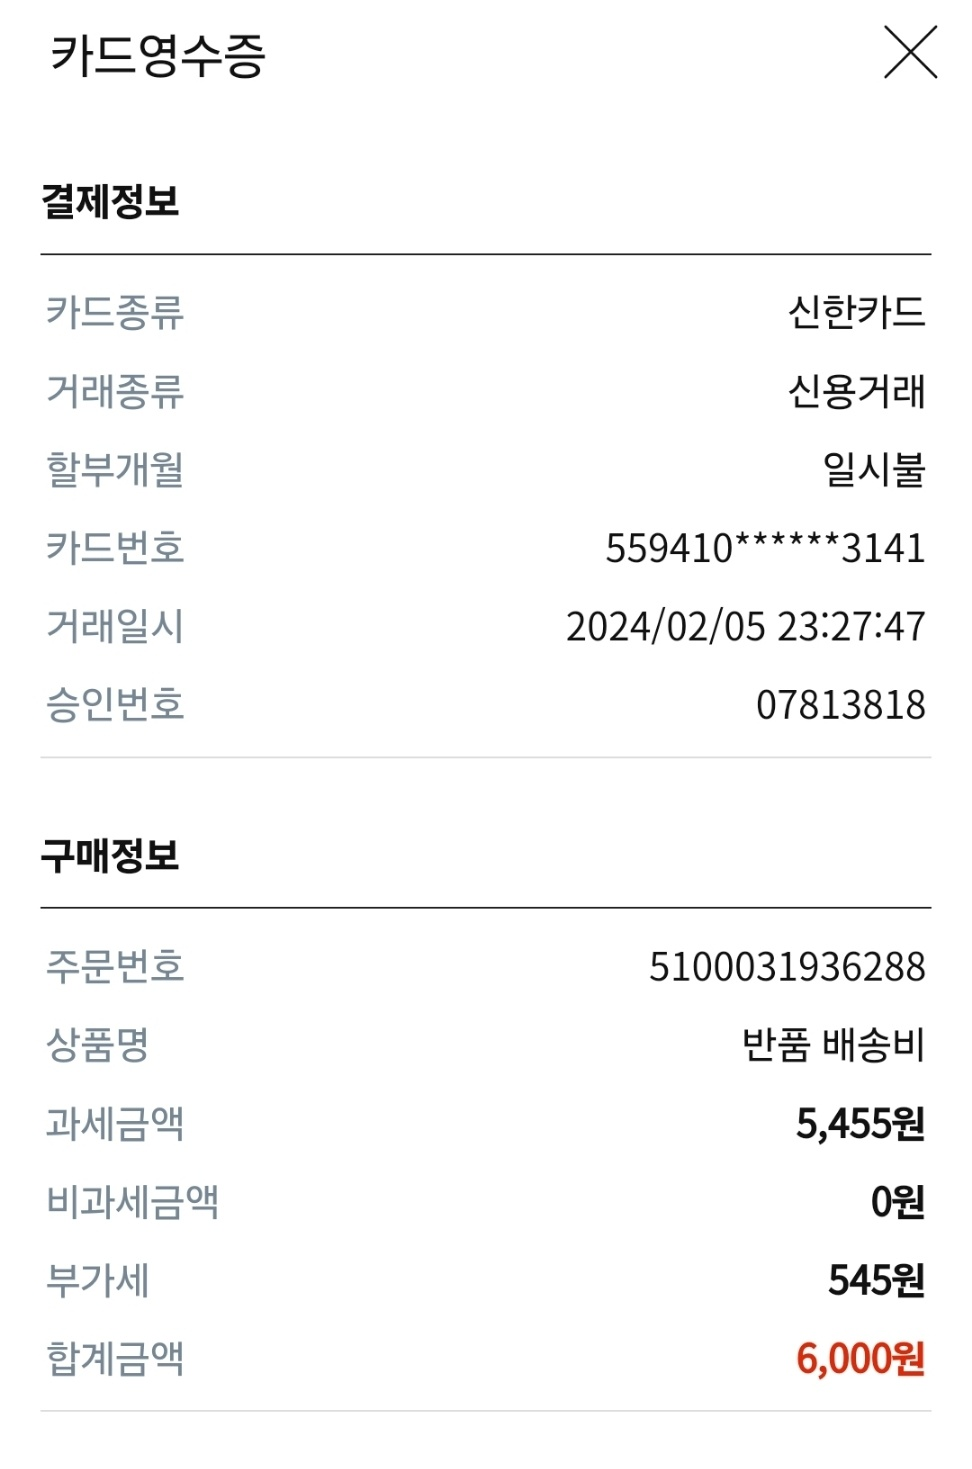 카드영수증
결제정보
카드종류 신한카드
거래종류 신용거래
할부개월 일시불
카드번호 559410******3141
거래일시 2024/02/05 23:27:47
승인번호 07813818
구매정보
주문번호 5100031936288
상품명 반품 배송비
과세금액 5,455원
비과세금액 0원
부가세 545원
합계금액 6,000원